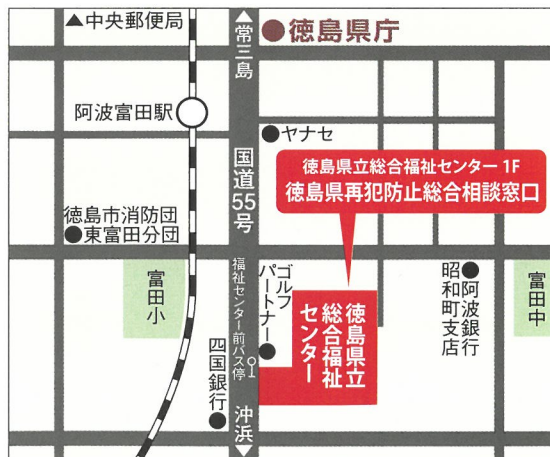 ▲中央郵便局
▲常三島
●徳島県庁
阿波富田駅
●ヤナセ
国道55号
徳島県立総合福祉センター 1F
徳島県再犯防止総合相談窓口
徳島市消防団
●東富田分団
富田小
福祉センター前バス停
ゴルフ
パートナー●
徳島県立
総合福祉
センター
●阿波銀行
昭和町支店
富田中
四国銀行●
沖浜▼